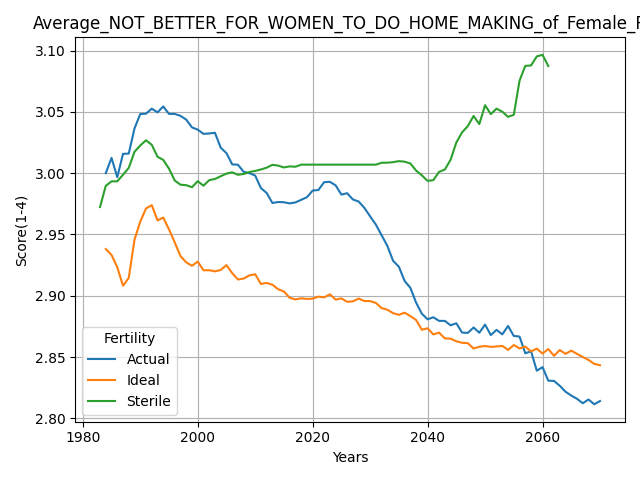 Average_NOT_BETTER_FOR_WOMEN_TO_DO_HOME_MAKING_of_Female_
3.10
3.05
3.00
2.95
2.90
2.85
2.80
Score(1-4)
Fertility
Actual
Ideal
Sterile
1980 2000 2020 2040 2060
Years